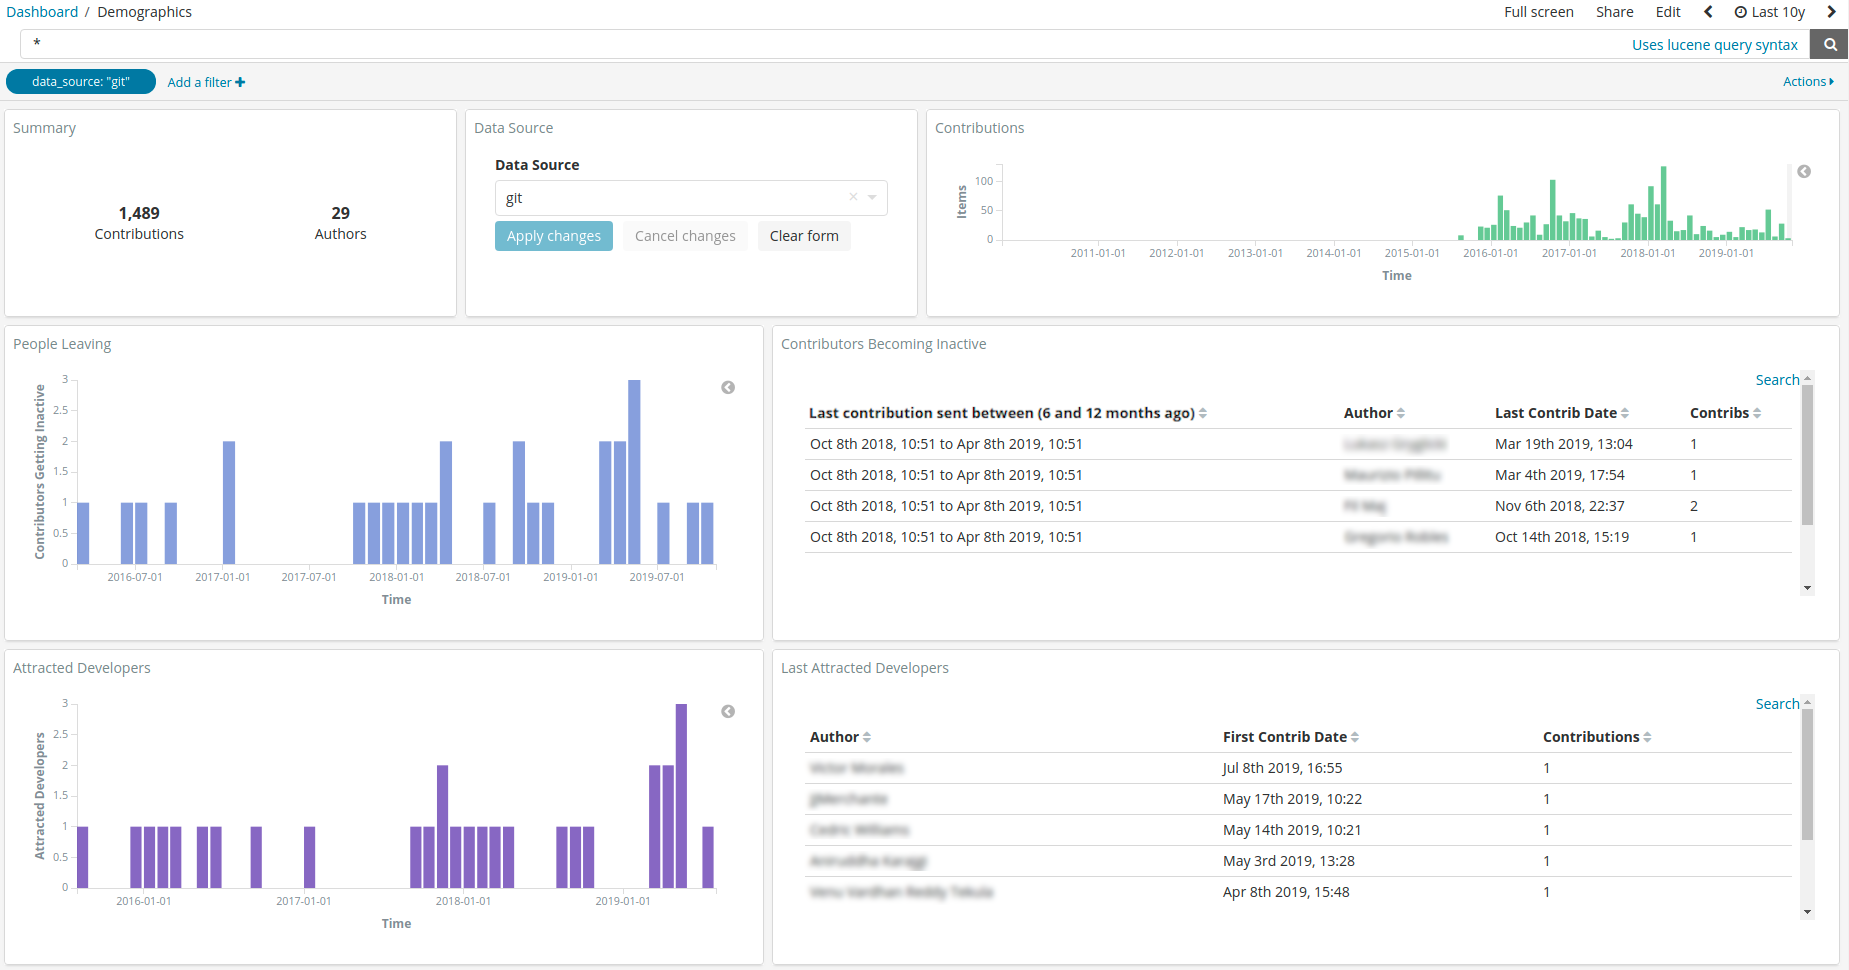 Dashboard / Demographics
Full screen Share Edit Last 10y
*
Uses lucene query syntax
data_source: "git" Add a filter
Actions
Summary
1,489
Contributions
29
Authors
Data Source
Data Source
git
Apply changes Cancel changes Clear form
Contributions
Items
100
50
0
2011-01-01 2012-01-01 2013-01-01 2014-01-01 2015-01-01 2016-01-01 2017-01-01 2018-01-01 2019-01-01
Time
People Leaving
Contributors Getting Inactive
3
2.5
2
1.5
1
0.5
0
2016-07-01 2017-01-01 2017-07-01 2018-01-01 2018-07-01 2019-01-01 2019-07-01
Time
Contributors Becoming Inactive
Search
Last contribution sent between (6 and 12 months ago) Author Last Contrib Date Contribs
Oct 8th 2018, 10:51 to Apr 8th 2019, 10:51 Mar 19th 2019, 13:04 1
Oct 8th 2018, 10:51 to Apr 8th 2019, 10:51 Mar 4th 2019, 17:54 1
Oct 8th 2018, 10:51 to Apr 8th 2019, 10:51 Nov 6th 2018, 22:37 2
Oct 8th 2018, 10:51 to Apr 8th 2019, 10:51 Oct 14th 2018, 15:19 1
Attracted Developers
Attracted Developers
3
2.5
2
1.5
1
0.5
0
2016-01-01 2017-01-01 2018-01-01 2019-01-01
Time
Last Attracted Developers
Search
Author First Contrib Date Contributions
Jul 8th 2019, 16:55 1
May 17th 2019, 10:22 1
May 14th 2019, 10:21 1
May 3rd 2019, 13:28 1
Apr 8th 2019, 15:48 1